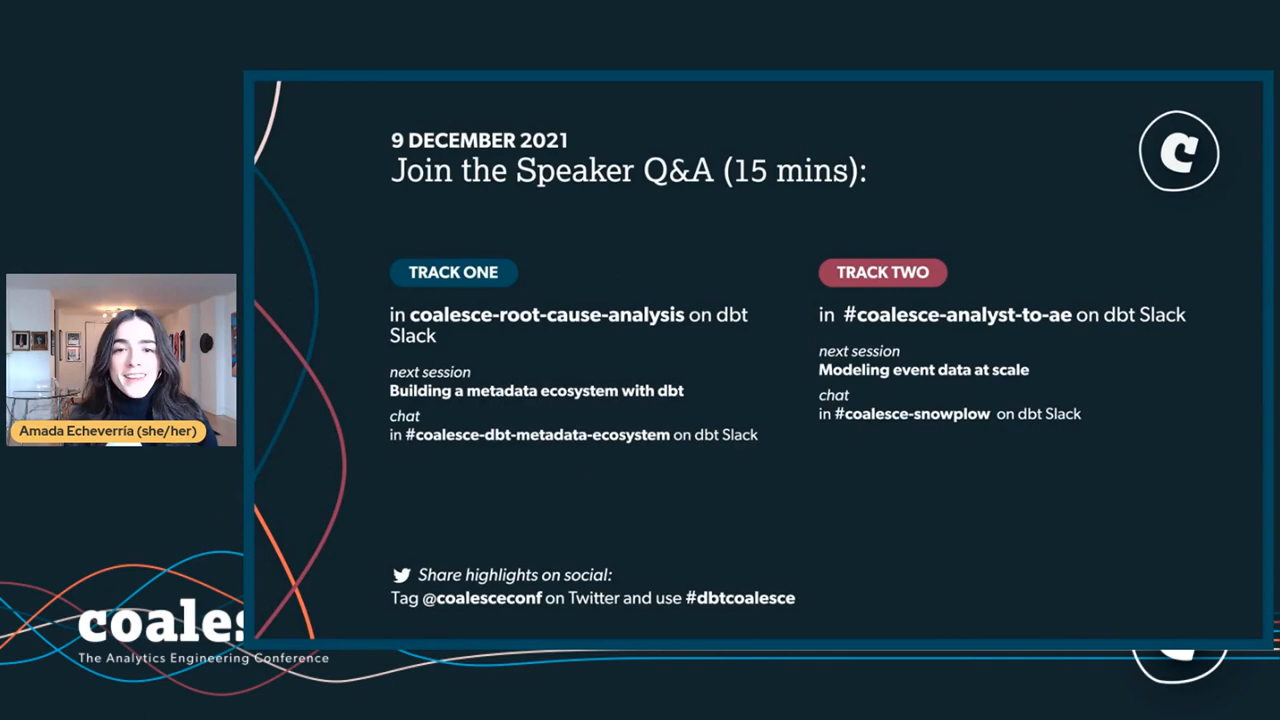 9 DECEMBER 2021
Join the Speaker Q&A (15 mins):
C
TRACK ONE
in coalesce-root-cause-analysis on dbt
Slack
next session
Building a metadata ecosystem with dbt
chat
in #coalesce-dbt-metadata-ecosystem on dbt Slack
TRACK TWO
in #coalesce-analyst-to-ae on dbt Slack
next session
Modeling event data at scale
chat
in #coalesce-snowplow on dbt Slack
Amada Echeverría (she/her)
Share highlights on social:
Tag @coalesceconf on Twitter and use #dbtcoalesce
coales
The Analytics Engineering Conference